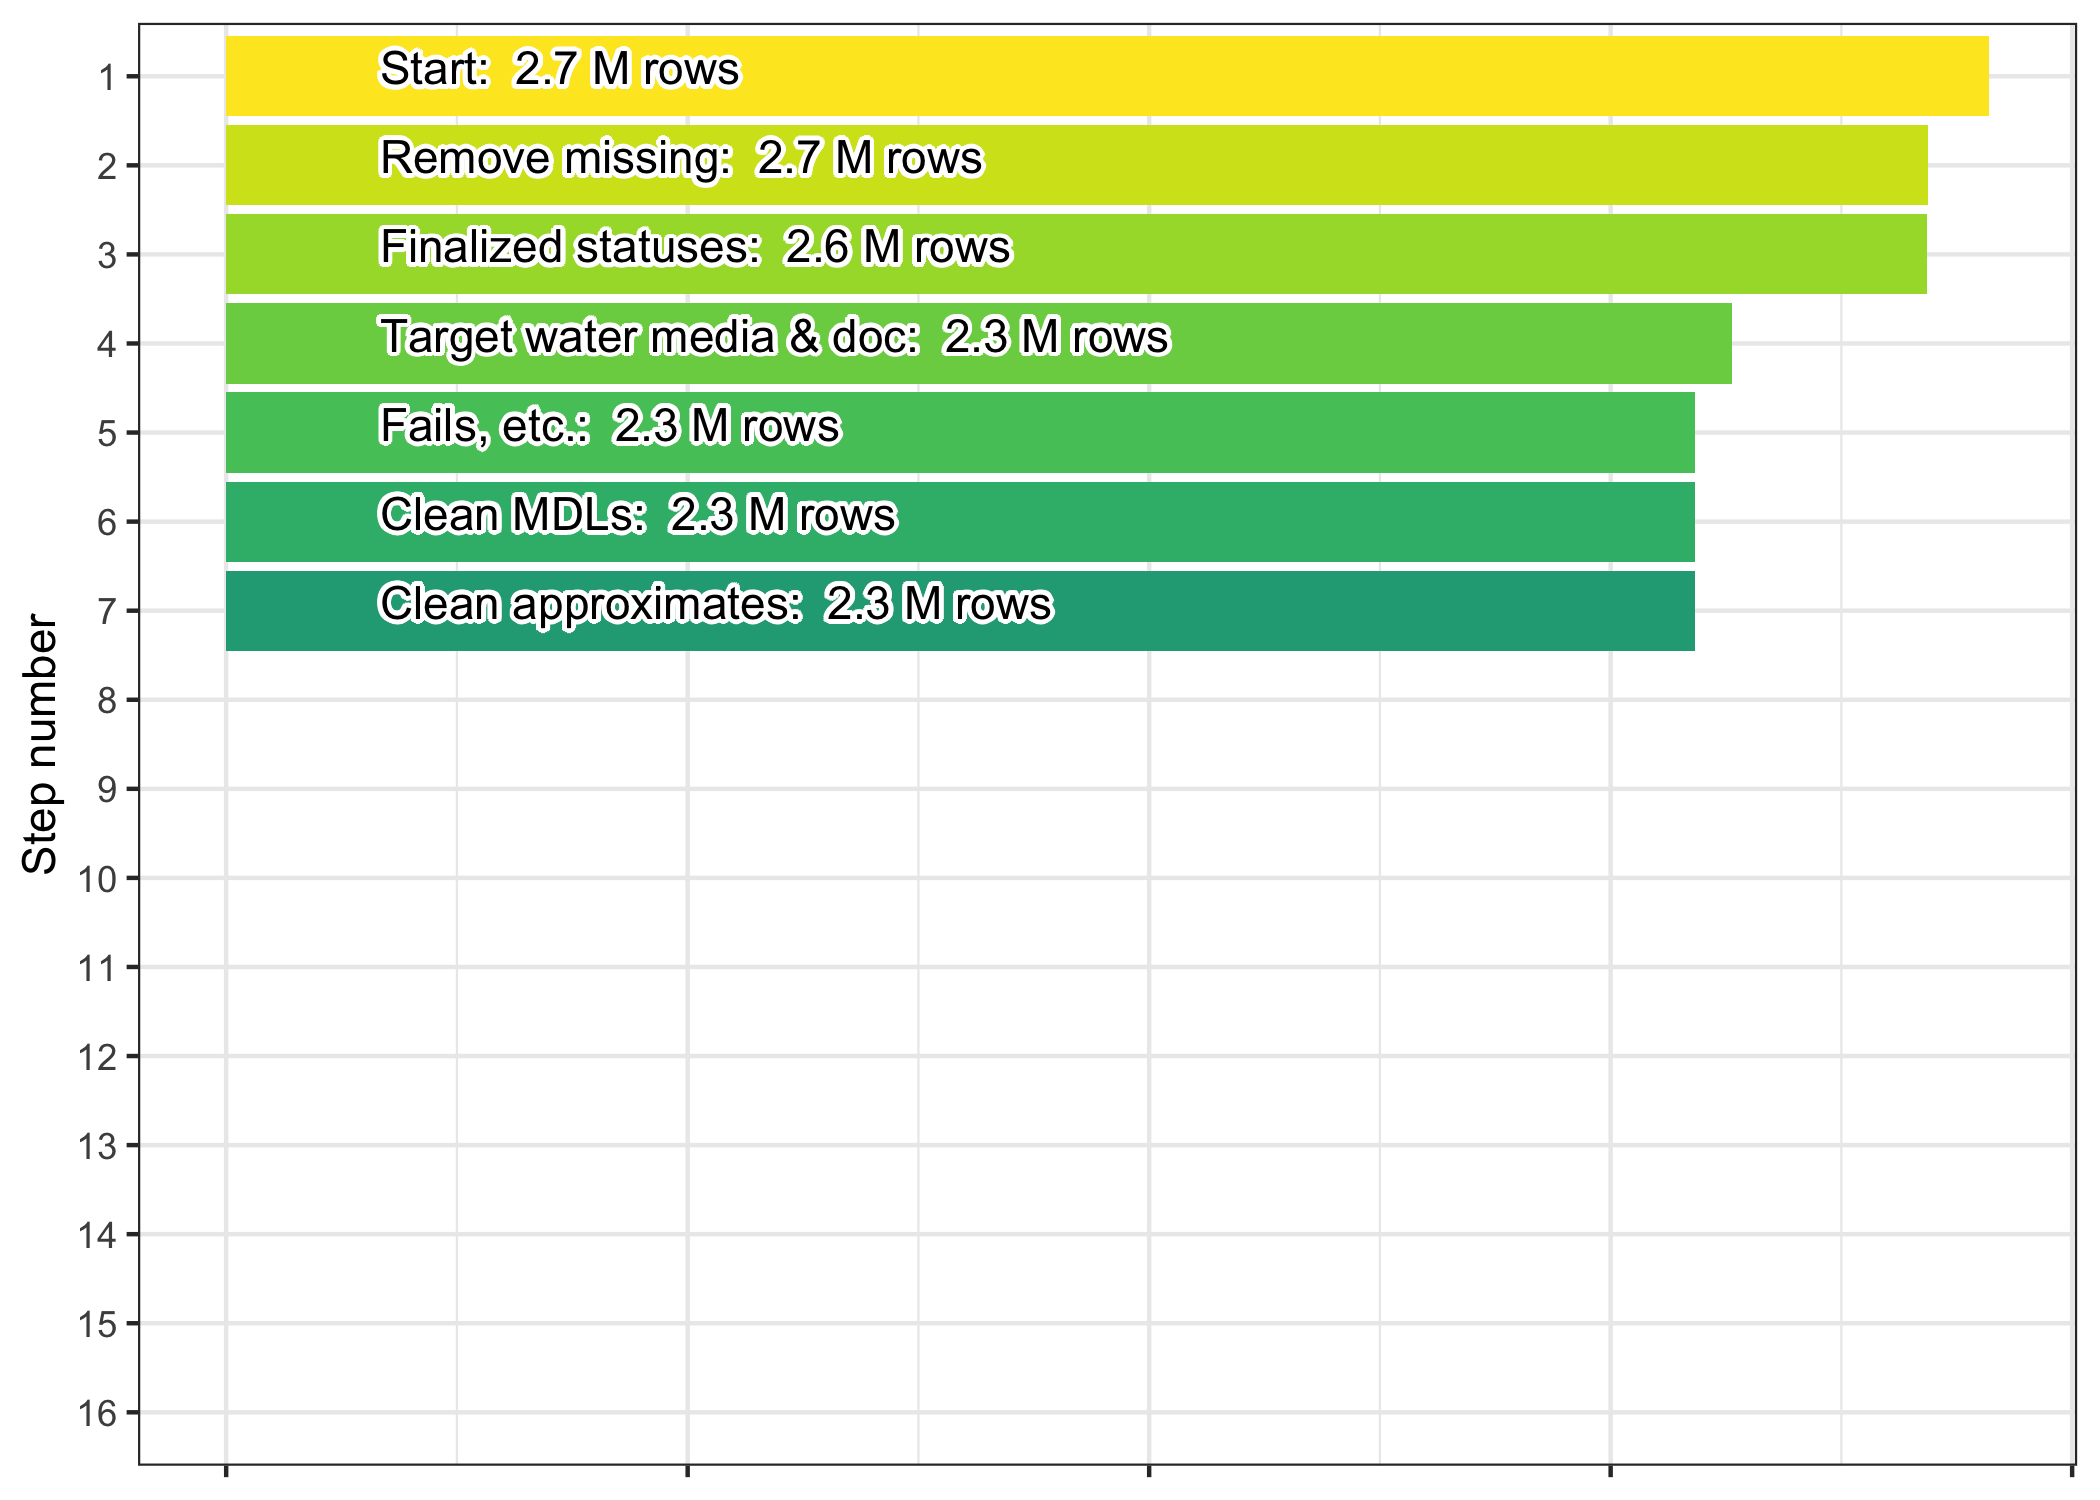 1
Start: 2.7 M rows
2
Remove missing: 2.7 M rows
3
Finalized statuses: 2.6 M rows
4
Target water media & doc: 2.3 M rows
5
Fails, etc.: 2.3 M rows
6
Clean MDLs: 2.3 M rows
7
Clean approximates: 2.3 M rows
Step number
8
9
10
11
12
13
14
15
16